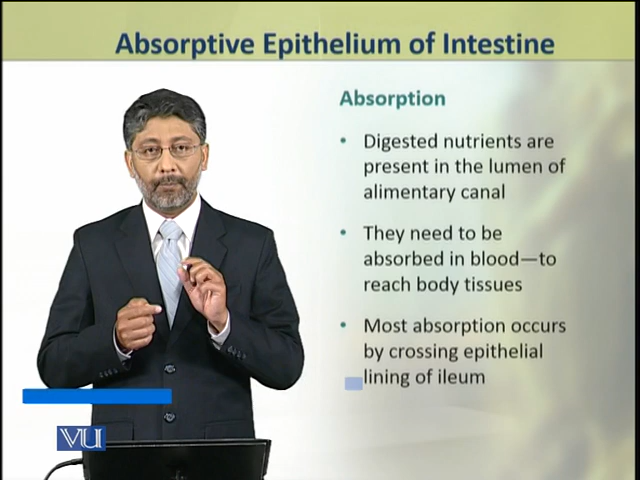 Absorptive Epithelium of Intestine
Absorption
• Digested nutrients are
present in the lumen of
alimentary canal
• They need to be
absorbed in blood—to
reach body tissues
• Most absorption occurs
by crossing epithelial
lining of ileum
VU